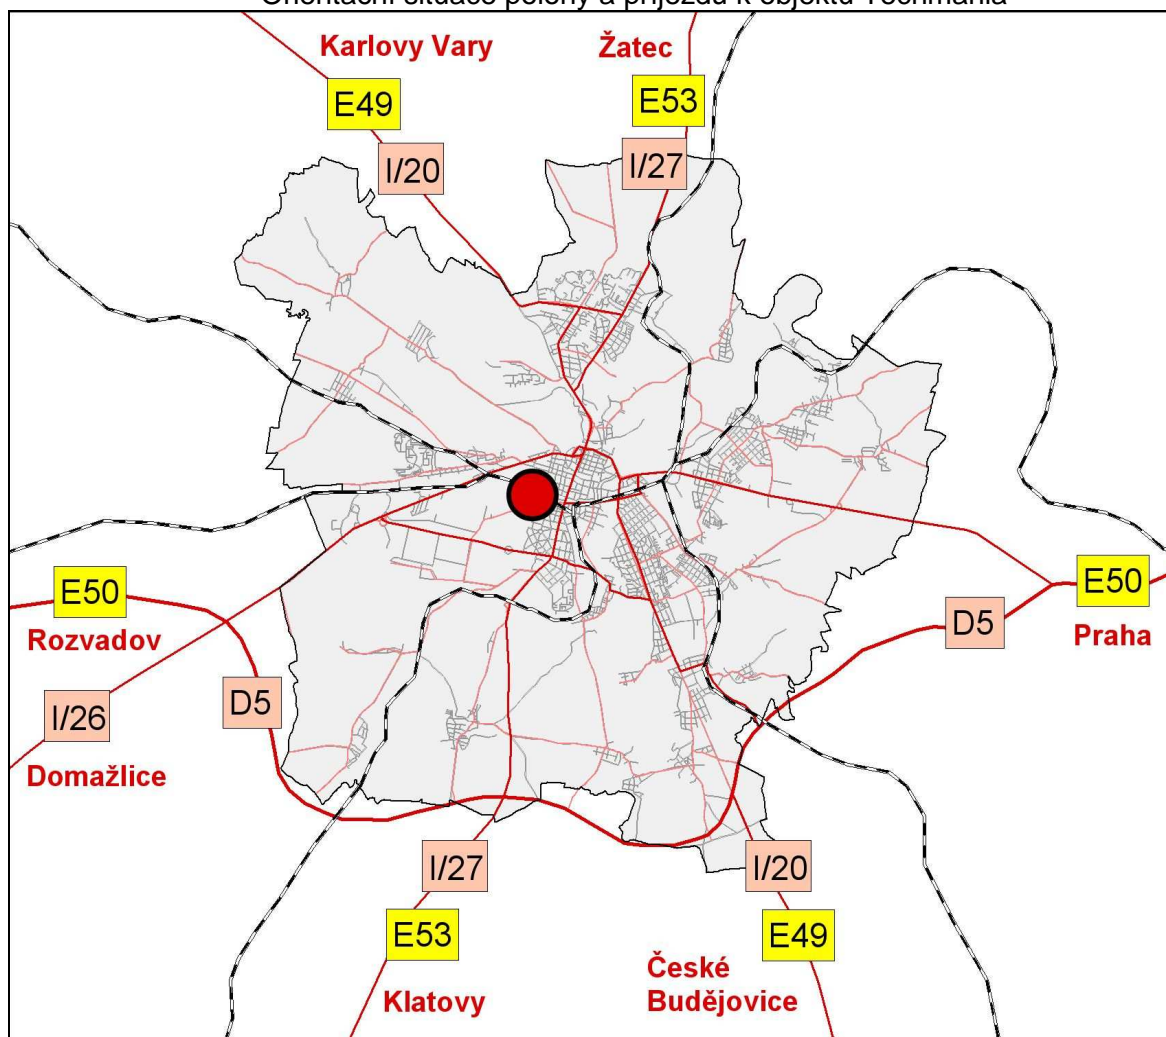 Orientační situace polohy a příjezdu k objektu Techmania
Karlovy Vary
Žatec
E49
E53
I/20
I/27
E50
Rozvadov
D5
I/26
Domažlice
E50
D5
Praha
I/27
I/20
E53
E49
Klatovy
České
Budějovice